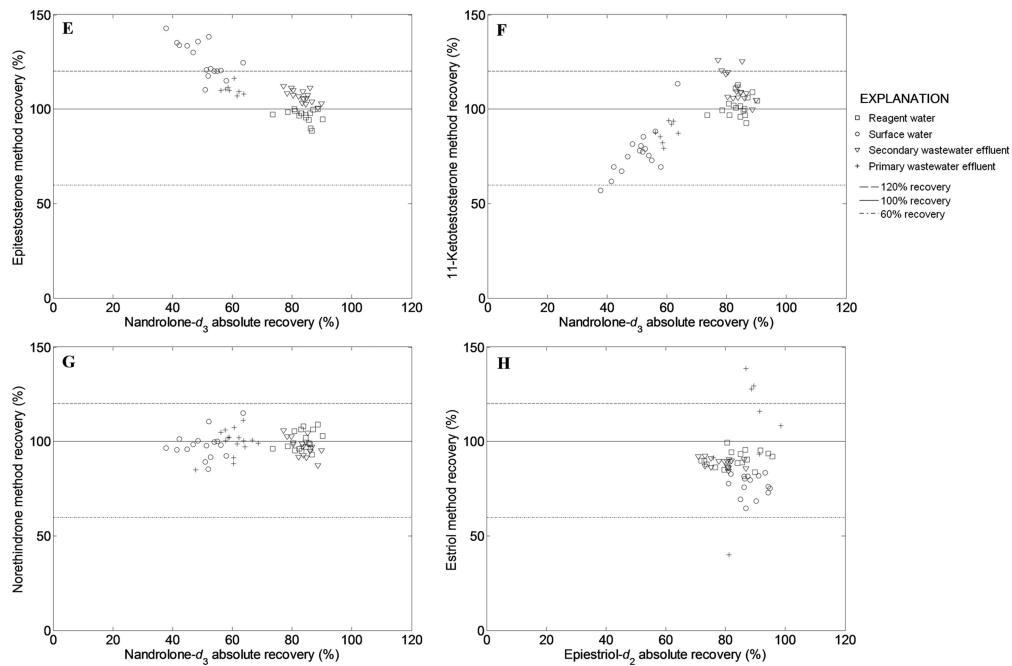 E
150
100
50
0
0
20
40
60
80
100
120
Epitestosterone method recovery (%)
Nandrolone-d3 absolute recovery (%)
F
150
100
50
0
0
20
40
60
80
100
120
11-Ketotestosterone method recovery (%)
Nandrolone-d3 absolute recovery (%)
EXPLANATION
Reagent water
Surface water
Secondary wastewater effluent
Primary wastewater effluent
120% recovery
100% recovery
60% recovery
G
150
100
50
0
0
20
40
60
80
100
120
Norethindrone method recovery (%)
Nandrolone-d3 absolute recovery (%)
H
150
100
50
0
0
20
40
60
80
100
120
Estriol method recovery (%)
Epiestriol-d2 absolute recovery (%)